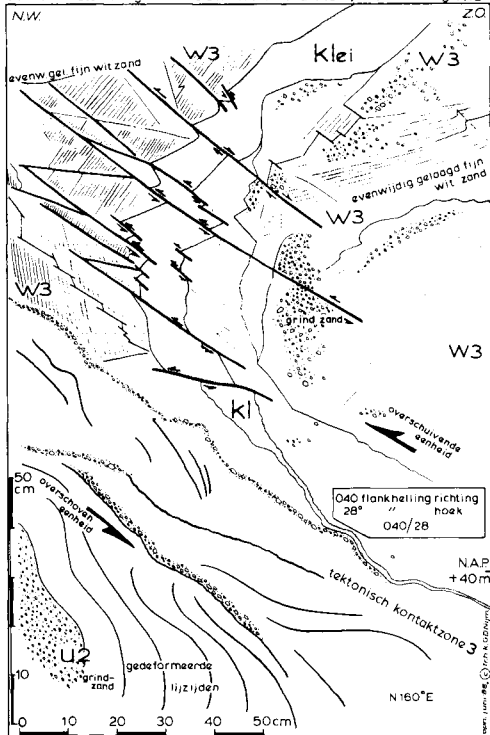 N.W.
Z.O.
W3
klei
W3
evenw. gel. fijn wit zand
evenwijdig gelaagd fijn
wit zand
W3
W3
grind zand
W3
kl
overschuivende
eenheid
50
cm
040 flankhelling richting
28° " hoek
040/28
overschoven
eenheid
N.A.P.
+40m
tektonisch kontaktzone 3
U2
grind-
zand
gedeformeerde
lijzijden
10
N 160°E
0 10 20 30 40 50cm